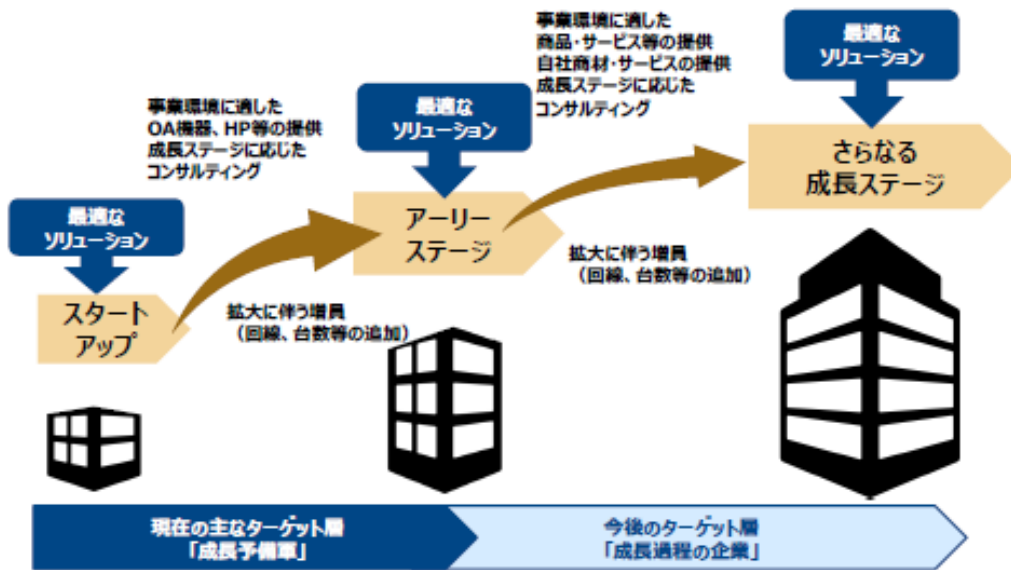 事業環境に適した
商品・サービス等の提供
自社商材・サービスの提供
成長ステージに応じた
コンサルティング
最適な
ソリューション
事業環境に適した
OA機器、HP等の提供
成長ステージに応じた
コンサルティング
最適な
ソリューション
さらなる
成長ステージ
最適な
ソリューション
アーリー
ステージ
拡大に伴う増員
（回線、台数等の追加）
スタート
アップ
拡大に伴う増員
（回線、台数等の追加）
現在の主なターゲット層
「成長予備軍」
今後のターゲット層
「成長過程の企業」